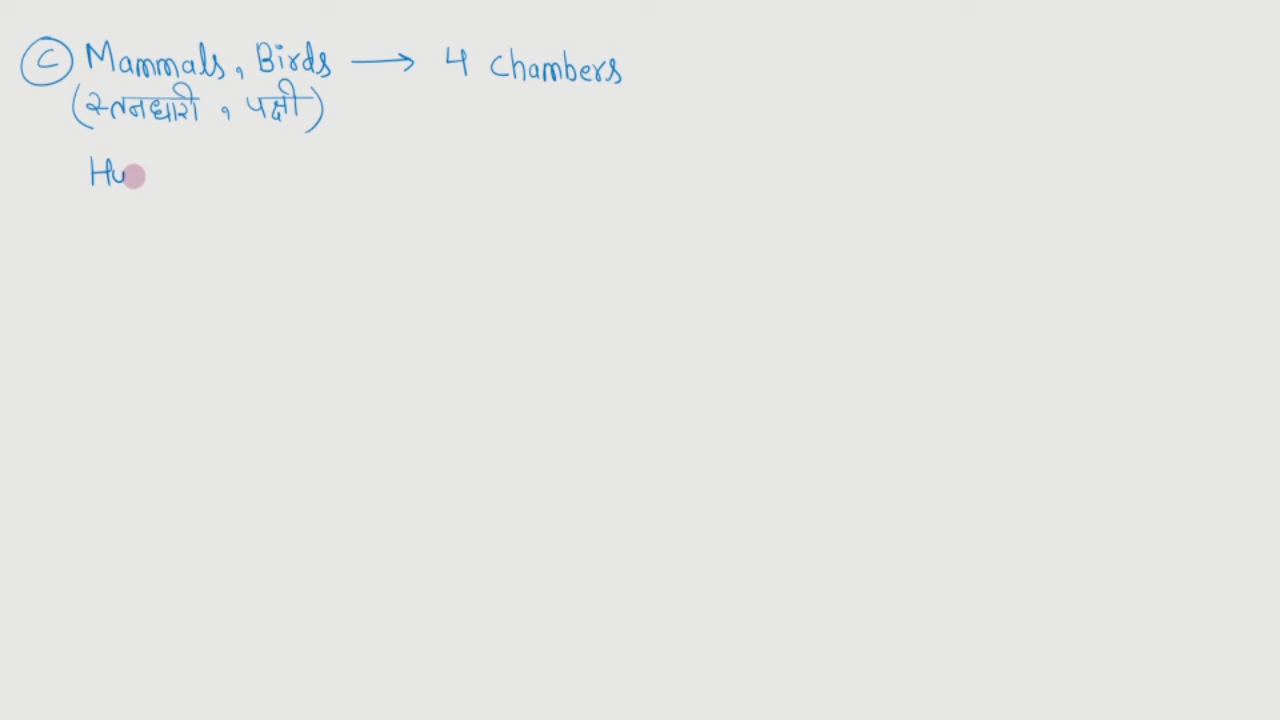 C Mammals, Birds → 4 Chambers
(स्तनधारी, पक्षी)
Hu